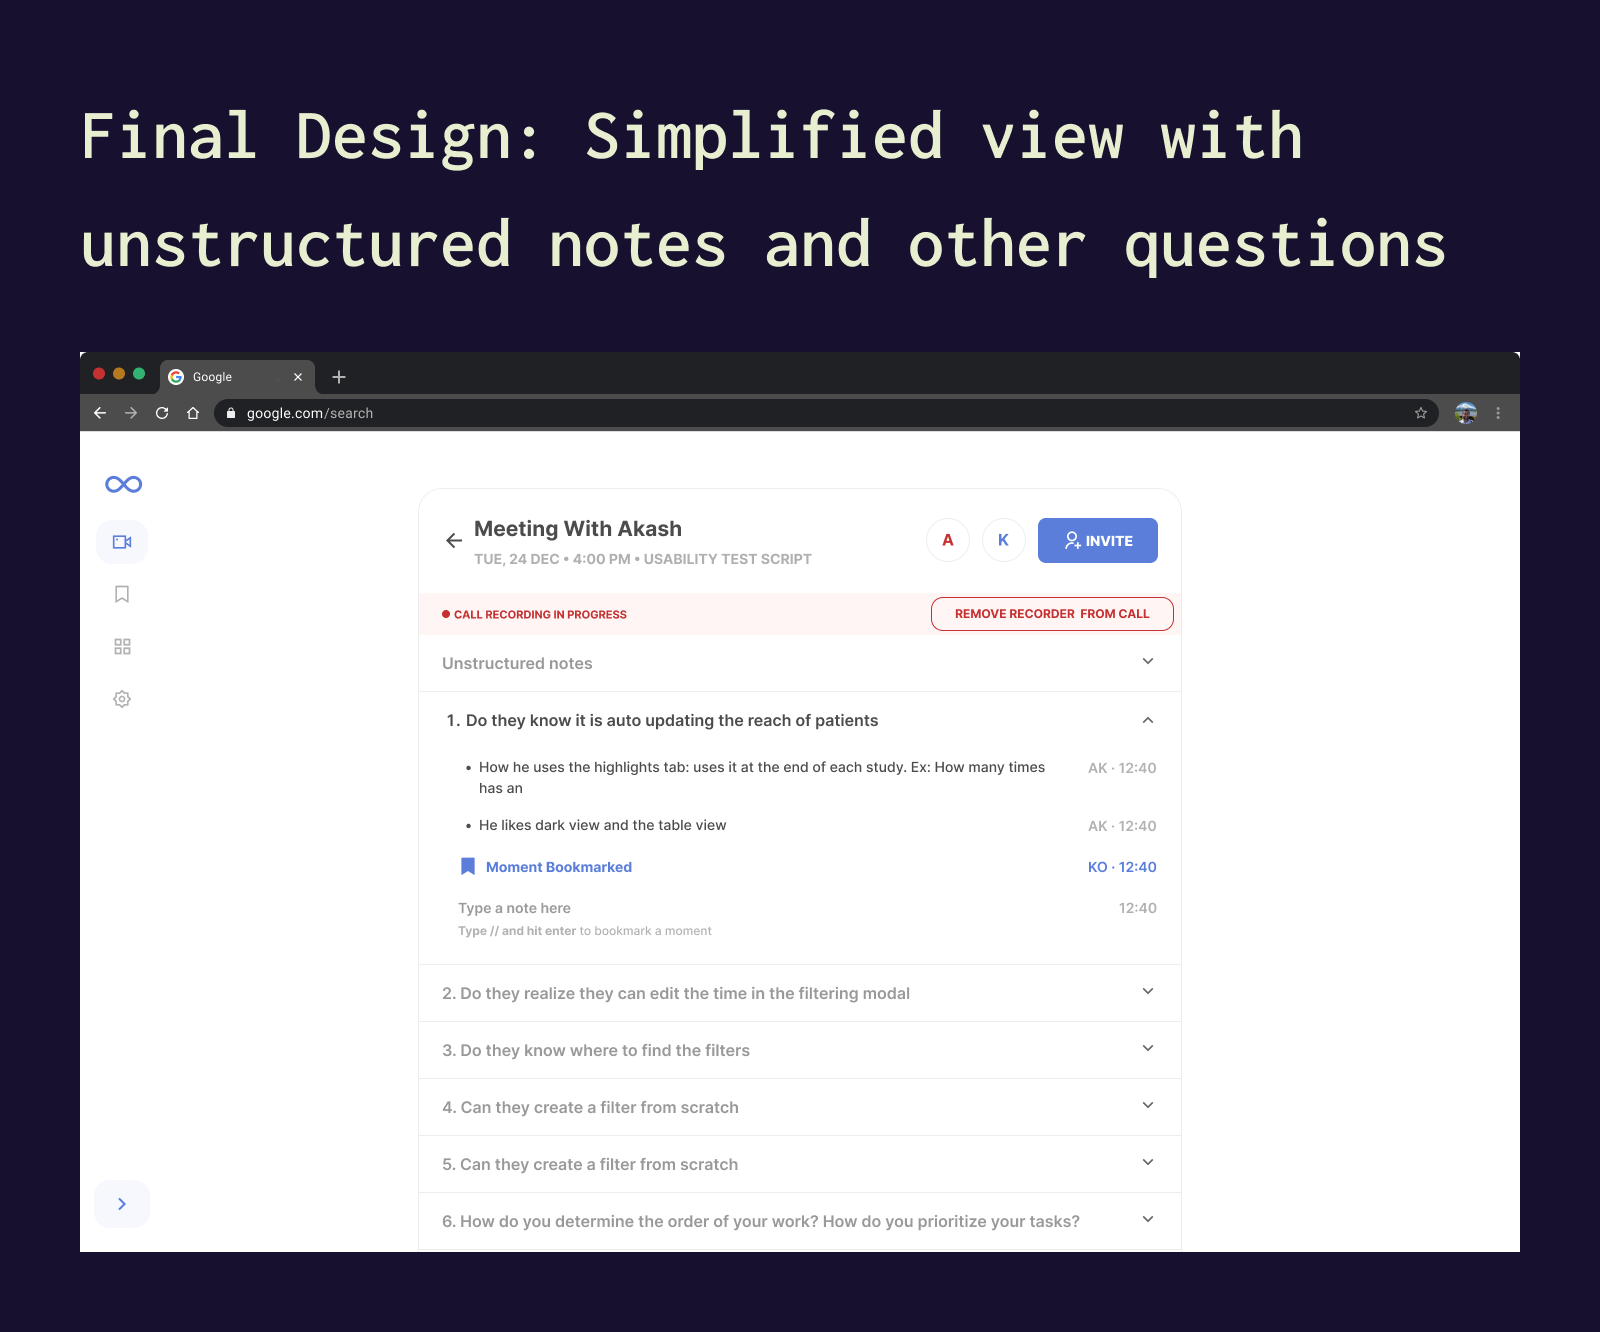 Final Design: Simplified view with
unstructured notes and other questions
Google
google.com/search
Meeting With Akash
TUE, 24 DEC • 4:00 PM • USABILITY TEST SCRIPT
A
K
INVITE
CALL RECORDING IN PROGRESS
REMOVE RECORDER FROM CALL
Unstructured notes
1. Do they know it is auto updating the reach of patients
• How he uses the highlights tab: uses it at the end of each study. Ex: How many times
has an
AK · 12:40
• He likes dark view and the table view
AK · 12:40
Moment Bookmarked
KO · 12:40
Type a note here
12:40
Type // and hit enter to bookmark a moment
2. Do they realize they can edit the time in the filtering modal
3. Do they know where to find the filters
4. Can they create a filter from scratch
5. Can they create a filter from scratch
6. How do you determine the order of your work? How do you prioritize your tasks?